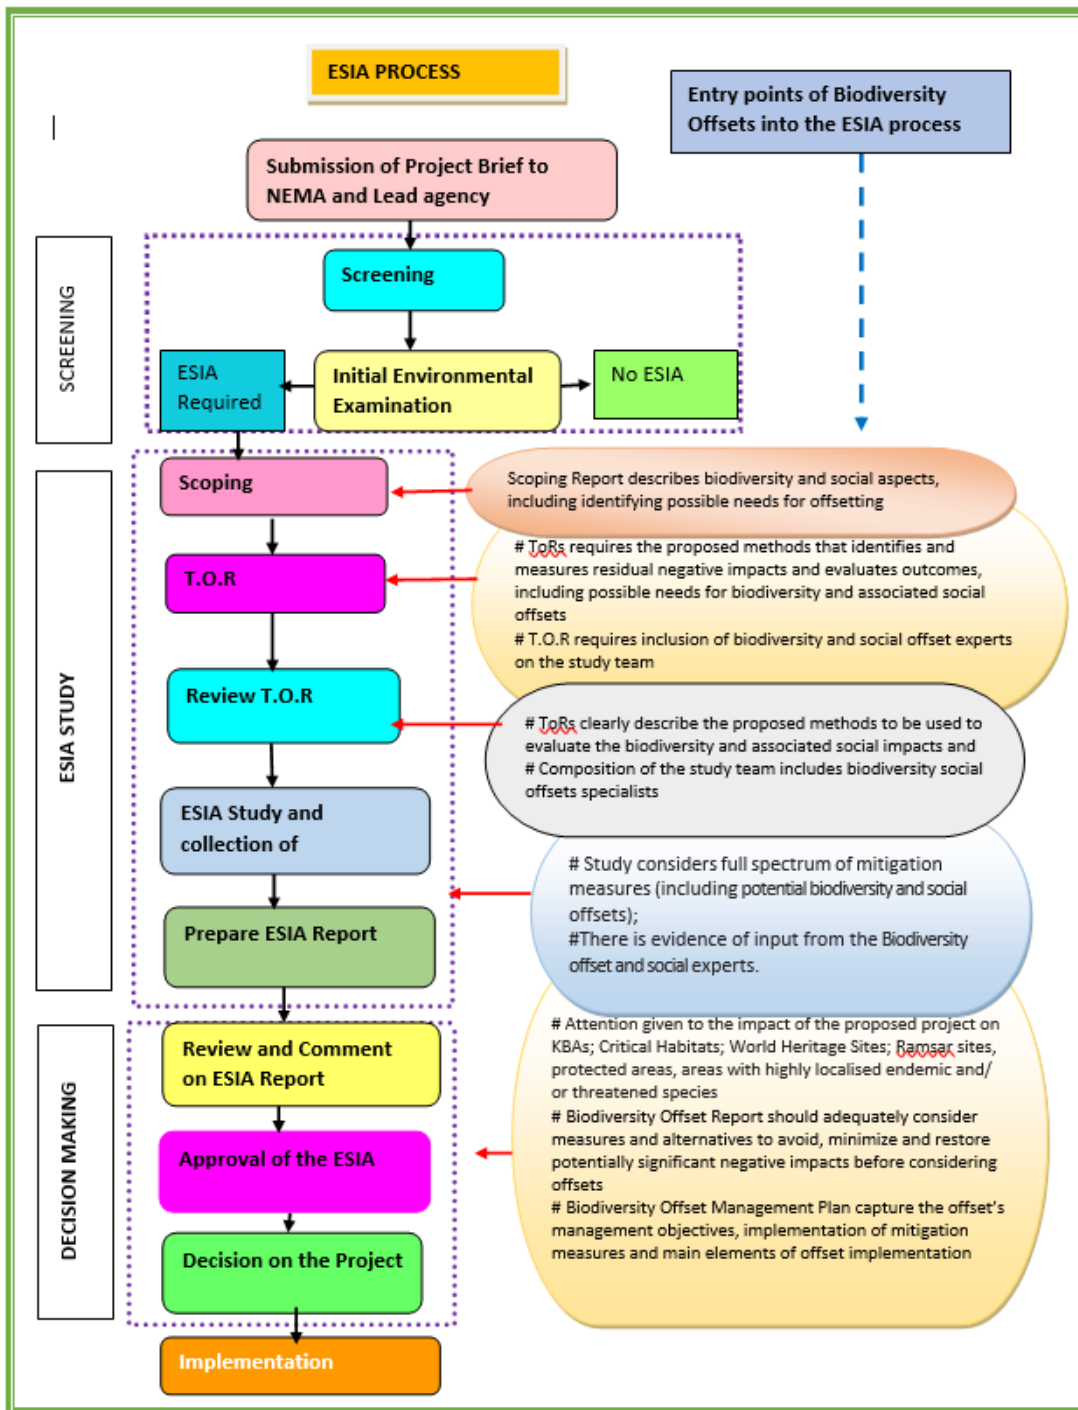 ESIA PROCESS
Entry points of Biodiversity
Offsets into the ESIA process
Submission of Project Brief to
NEMA and Lead agency
SCREENING
Screening
ESIA
Required
Initial Environmental
Examination
No ESIA
ESIA STUDY
Scoping
Scoping Report describes biodiversity and social aspects,
including identifying possible needs for offsetting
T.O.R
# ToRs requires the proposed methods that identifies and
measures residual negative impacts and evaluates outcomes,
including possible needs for biodiversity and associated social
offsets
# T.O.R requires inclusion of biodiversity and social offset experts
on the study team
Review T.O.R
# ToRs clearly describe the proposed methods to be used to
evaluate the biodiversity and associated social impacts and
# Composition of the study team includes biodiversity social
offsets specialists
ESIA Study and
collection of
# Study considers full spectrum of mitigation
measures (including potential biodiversity and social
offsets);
#There is evidence of input from the Biodiversity
offset and social experts.
Prepare ESIA Report
DECISION MAKING
Review and Comment
on ESIA Report
# Attention given to the impact of the proposed project on
KBAs; Critical Habitats; World Heritage Sites; Ramsar sites,
protected areas, areas with highly localised endemic and/
or threatened species
# Biodiversity Offset Report should adequately consider
measures and alternatives to avoid, minimize and restore
potentially significant negative impacts before considering
offsets
# Biodiversity Offset Management Plan capture the offset's
management objectives, implementation of mitigation
measures and main elements of offset implementation
Approval of the ESIA
Decision on the Project
Implementation